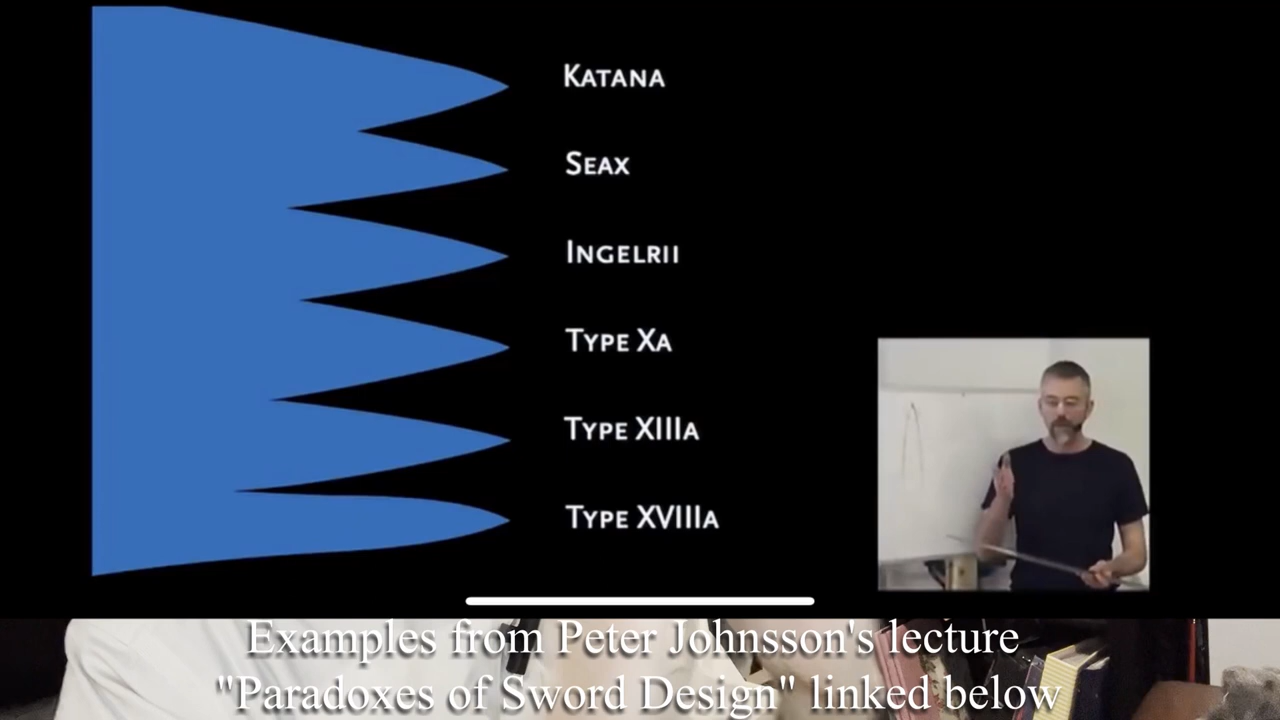 Katana
Seax
Ingelrii
Type Xa
Type XIIIa
Type XVIIIa
Examples from Peter Johnsson's lecture
"Paradoxes of Sword Design" linked below